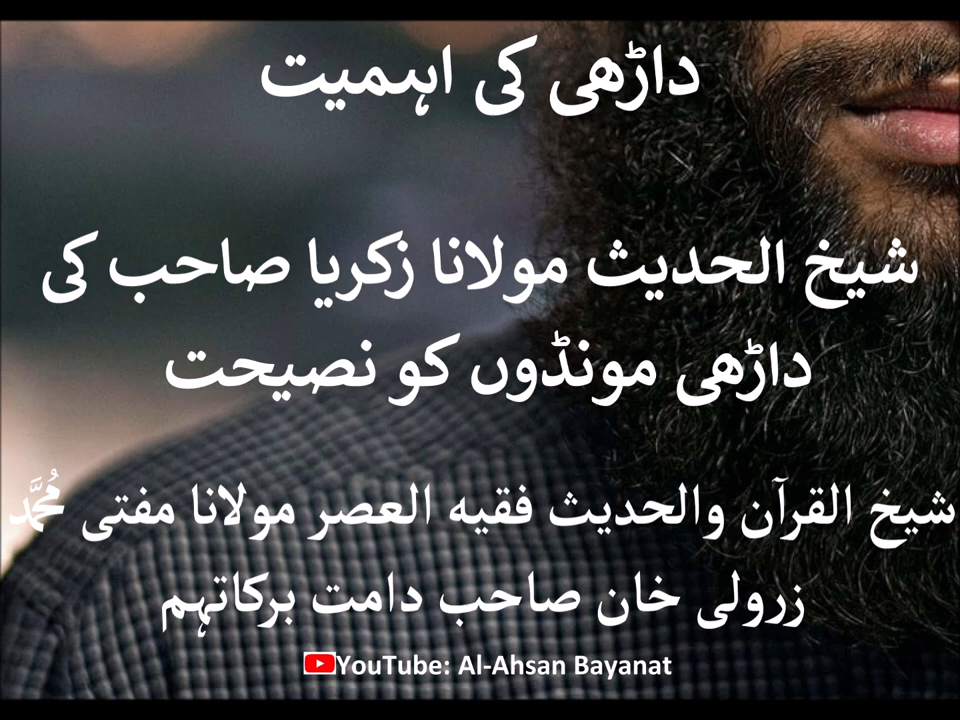 داڑھی کی اہمیت
شیخ الحدیث مولانا زکریا صاحب کی
داڑھی مونڈوں کو نصیحت
شیخ القرآن والحدیث فقیہ العصر مولانا مفتی محمّد
زرولی خان صاحب دامت برکاتہم
YouTube: Al-Ahsan Bayanat